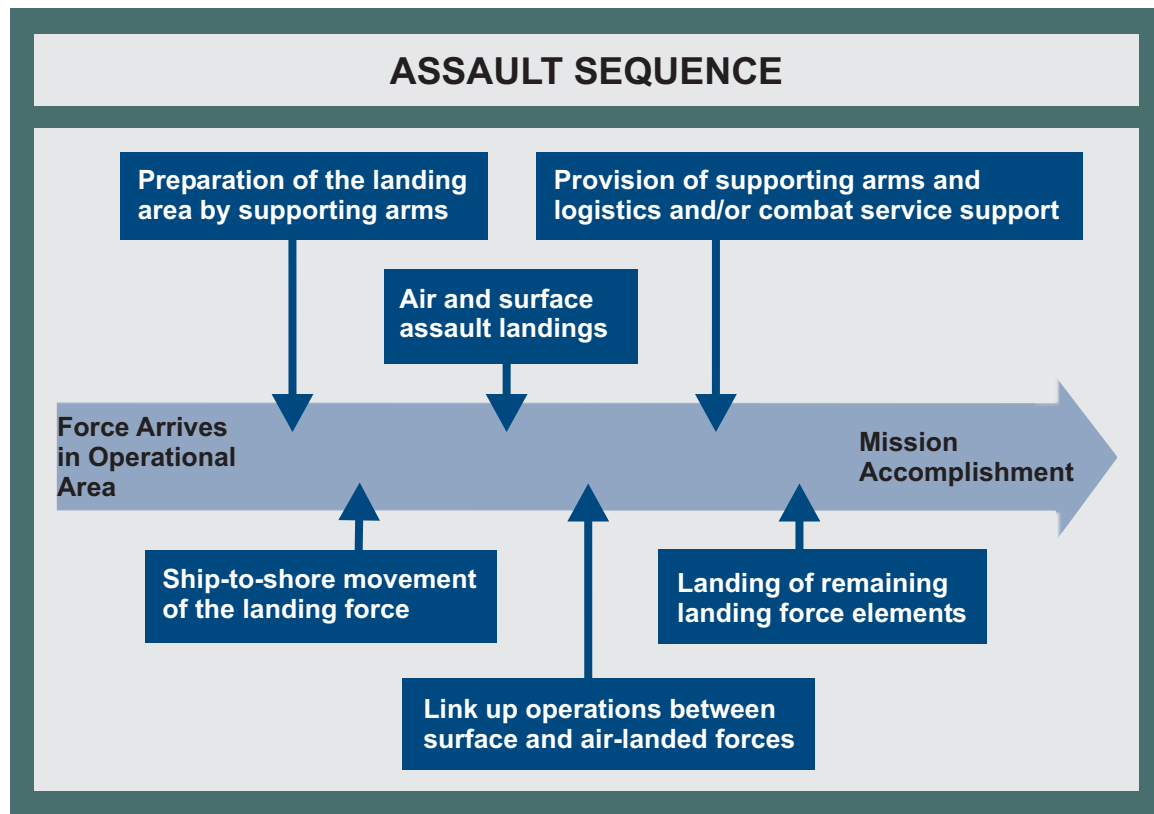 ASSAULT SEQUENCE
Preparation of the landing
area by supporting arms
Provision of supporting arms and
logistics and/or combat service support
Air and surface
assault landings
Force Arrives
in Operational
Area
Mission
Accomplishment
Ship-to-shore movement
of the landing force
Landing of remaining
landing force elements
Link up operations between
surface and air-landed forces